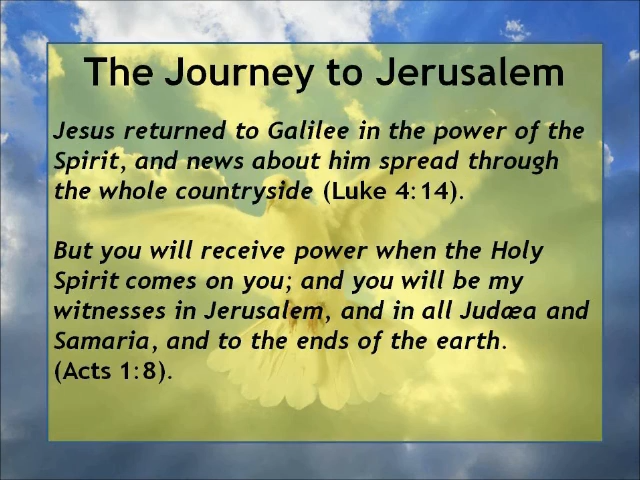 The Journey to Jerusalem
Jesus returned to Galilee in the power of the
Spirit, and news about him spread through
the whole countryside (Luke 4:14).
But you will receive power when the Holy
Spirit comes on you; and you will be my
witnesses in Jerusalem, and in all Judæa and
Samaria, and to the ends of the earth.
(Acts 1:8).